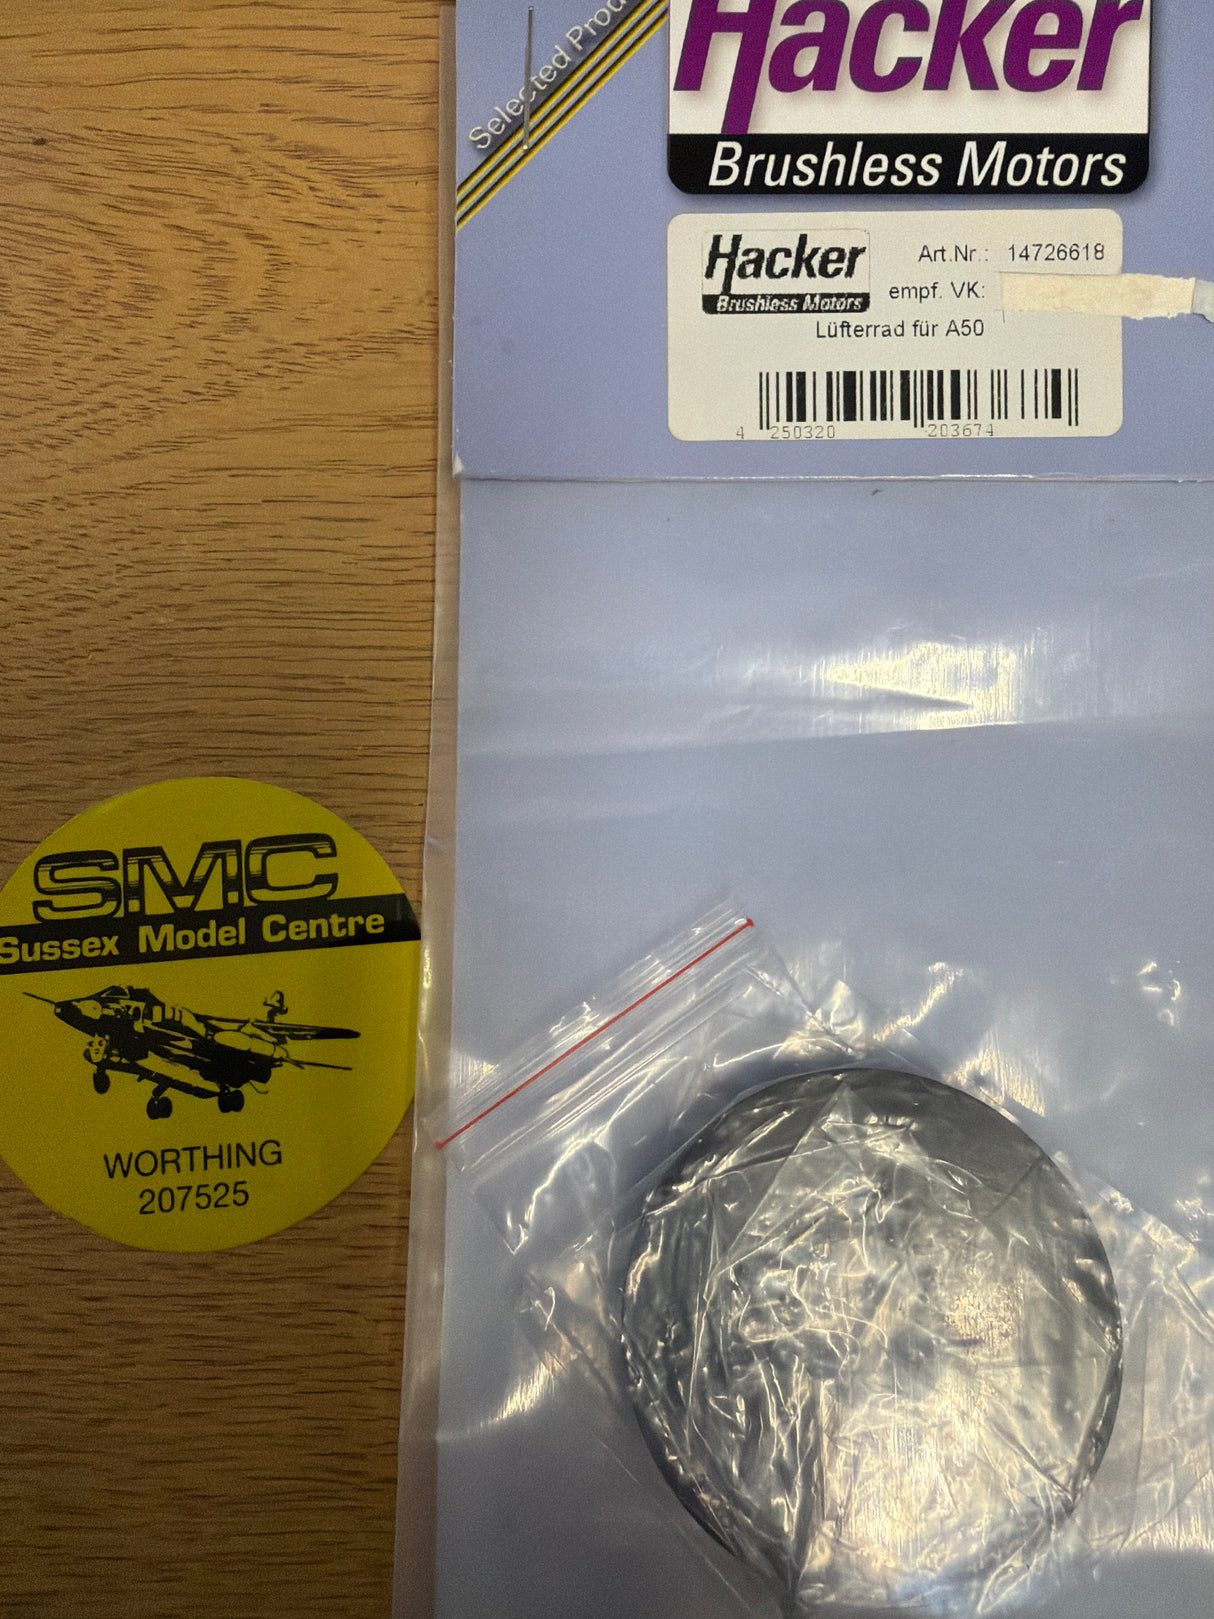 Selected Prod
Hacker
Brushless Motors
Hacker
Brushless Motors
Art.Nr.: 14726618
empf. VK:
Lüfterrad für A50
4 250320 203674
SMC
Sussex Model Centre
WORTHING
207525